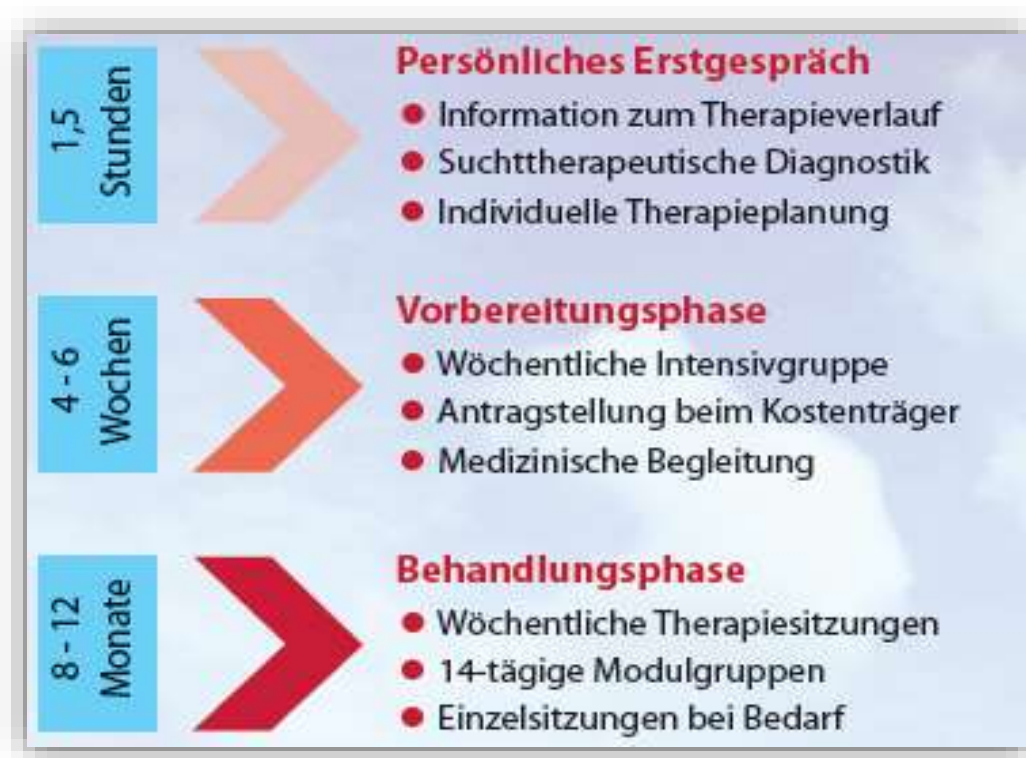 1,5
Stunden
Persönliches Erstgespräch
● Information zum Therapieverlauf
● Suchttherapeutische Diagnostik
● Individuelle Therapieplanung
4 - 6
Wochen
Vorbereitungsphase
● Wöchentliche Intensivgruppe
● Antragstellung beim Kostenträger
● Medizinische Begleitung
8 - 12
Monate
Behandlungsphase
● Wöchentliche Therapiesitzungen
● 14-tägige Modulgruppen
● Einzelsitzungen bei Bedarf